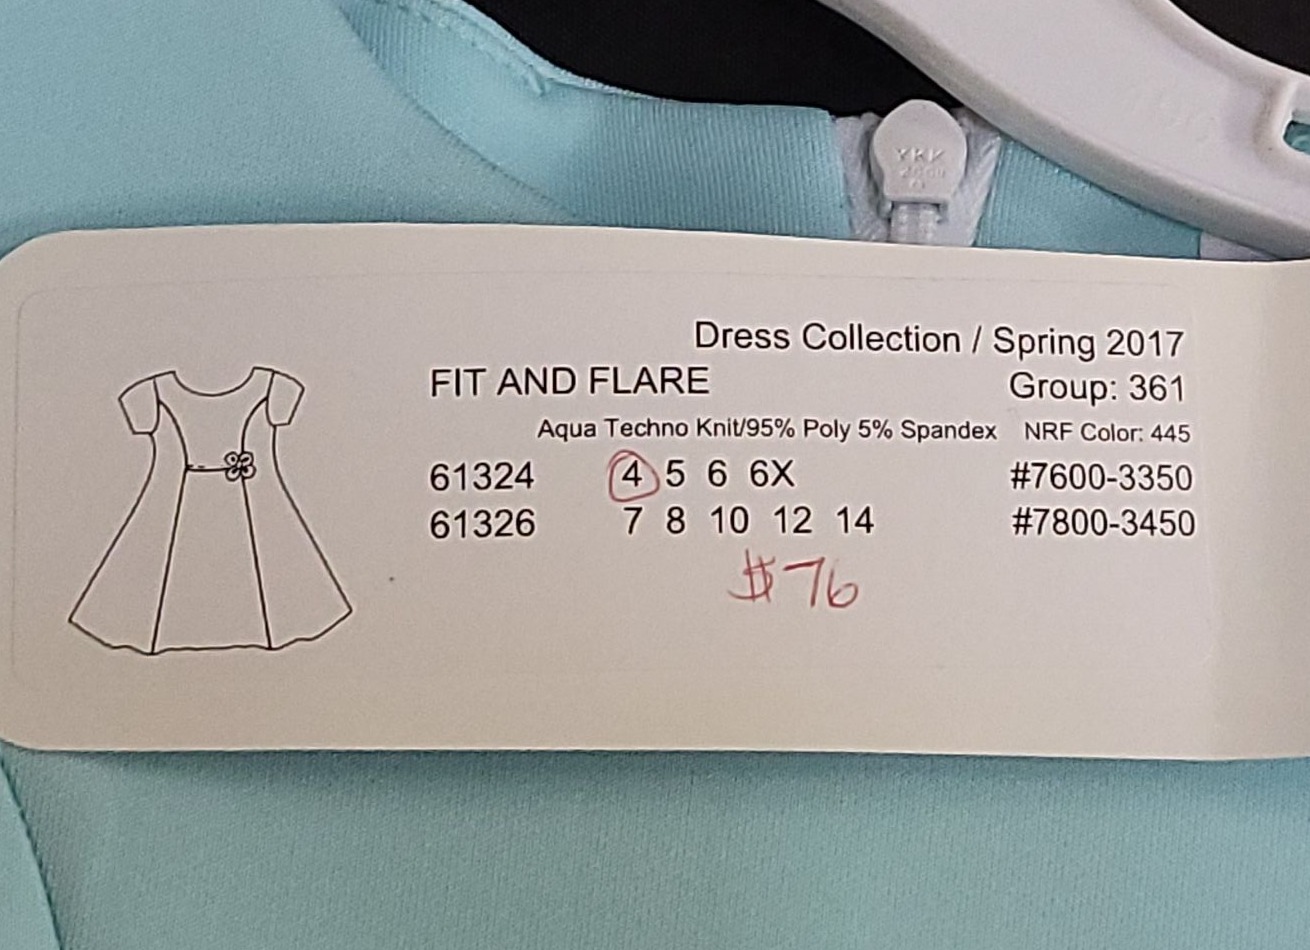 YKK
Dress Collection / Spring 2017
FIT AND FLARE Group: 361
Aqua Techno Knit/95% Poly 5% Spandex NRF Color: 445
61324 4 5 6 6X #7600-3350
61326 7 8 10 12 14 #7800-3450
$76